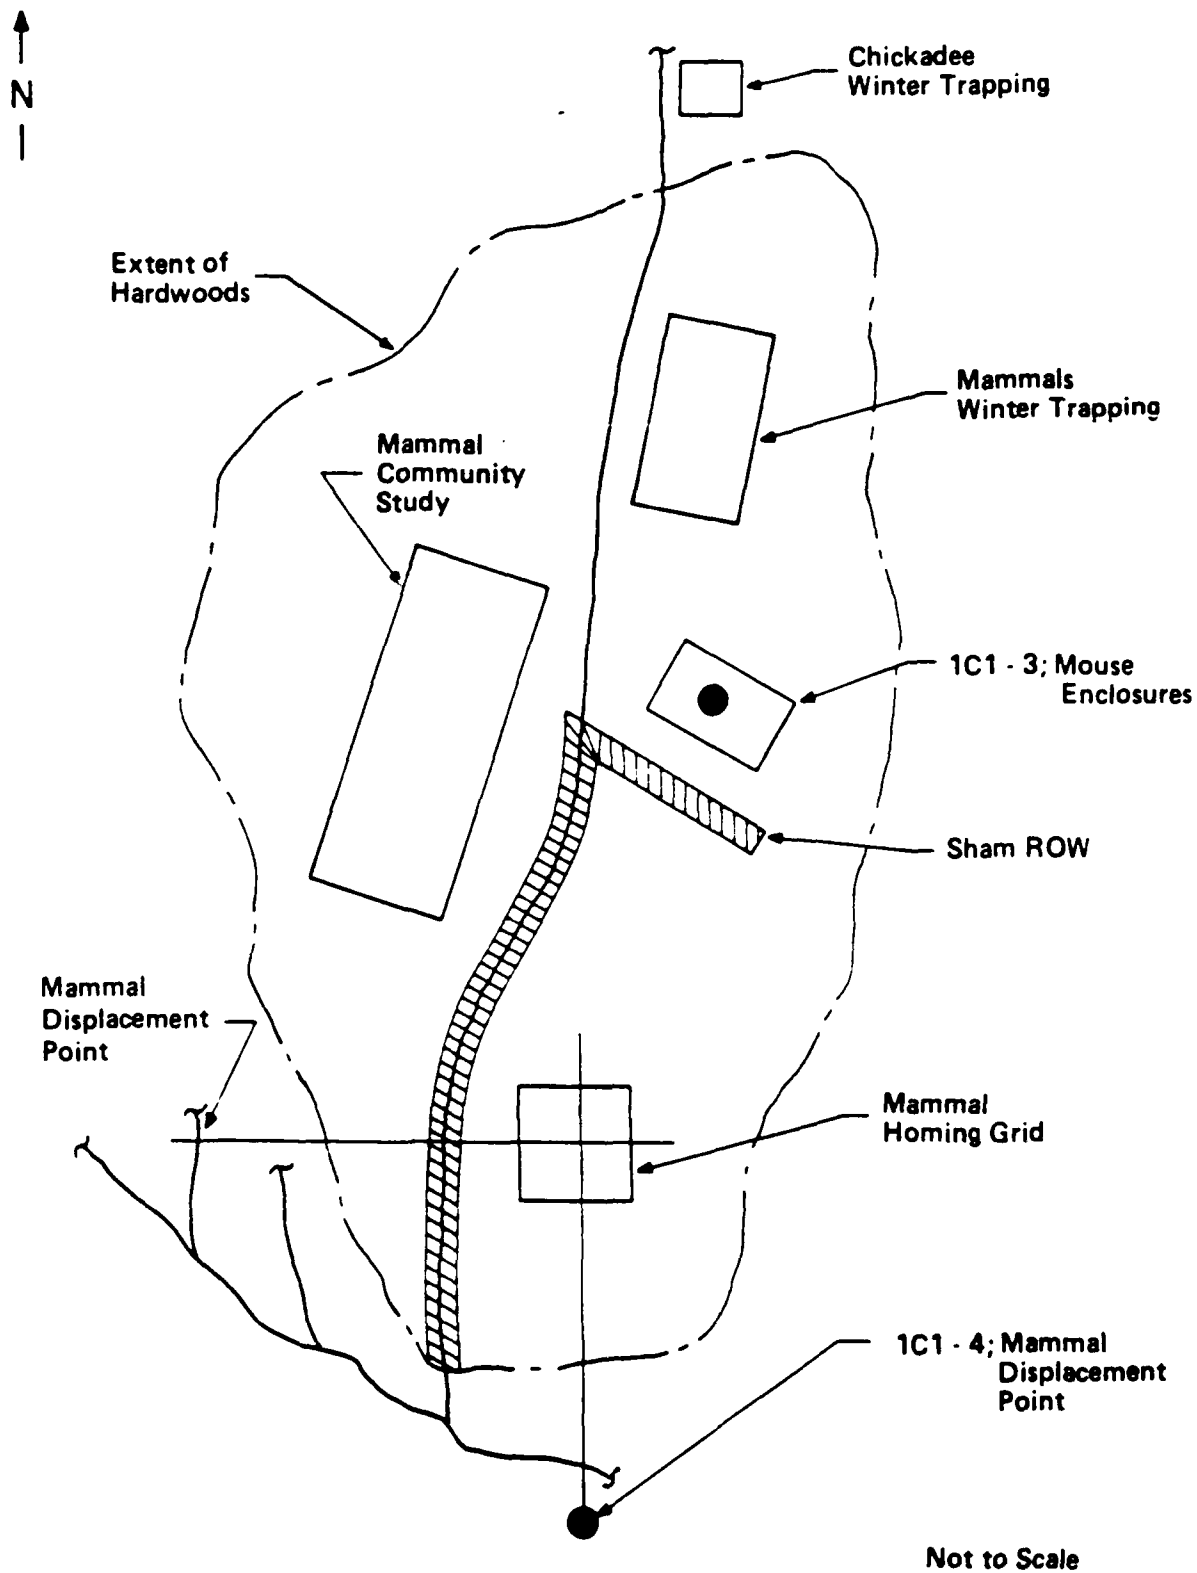 N
Chickadee
Winter Trapping
Extent of
Hardwoods
Mammals
Winter Trapping
Mammal
Community
Study
1C1 - 3; Mouse
Enclosures
Sham ROW
Mammal
Displacement
Point
Mammal
Homing Grid
1C1 - 4; Mammal
Displacement
Point
Not to Scale